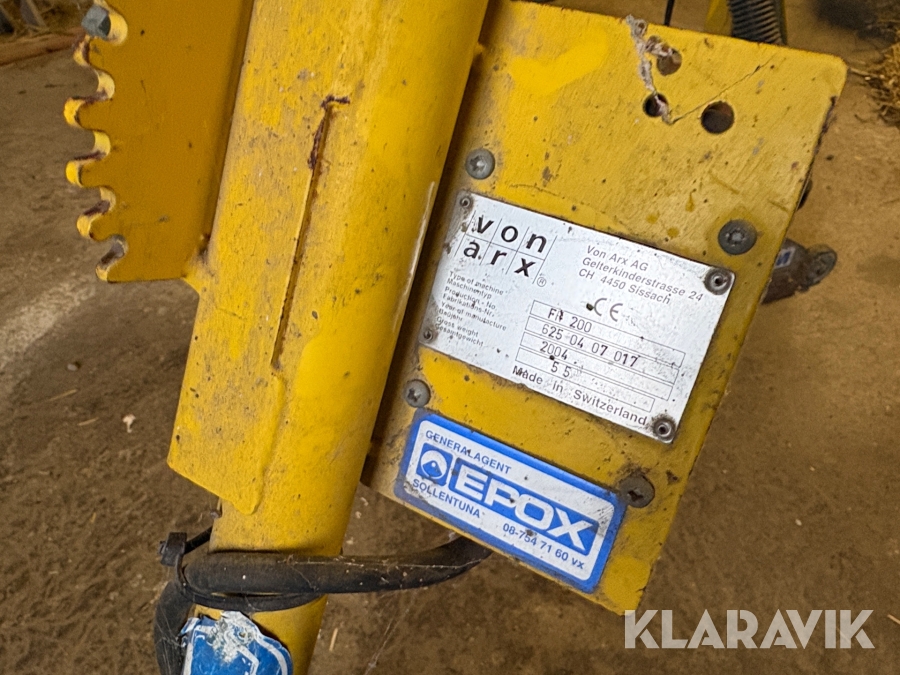 von
arx®
Von Arx AG
Gelterkinderstrasse 24
CH 4450 Sissach
CE
Type of machine
Maschinentyp
FR 200
Production - No.
Fabrikations-Nr.
625-04 07 017
Year of manufacture
Baujahr
2004
Gross weight
Gesamtgewicht
55
Made in Switzerland
GENERALAGENT
EPOX
SOLLENTUNA
08-754 71 60 vx
KLARAVIK